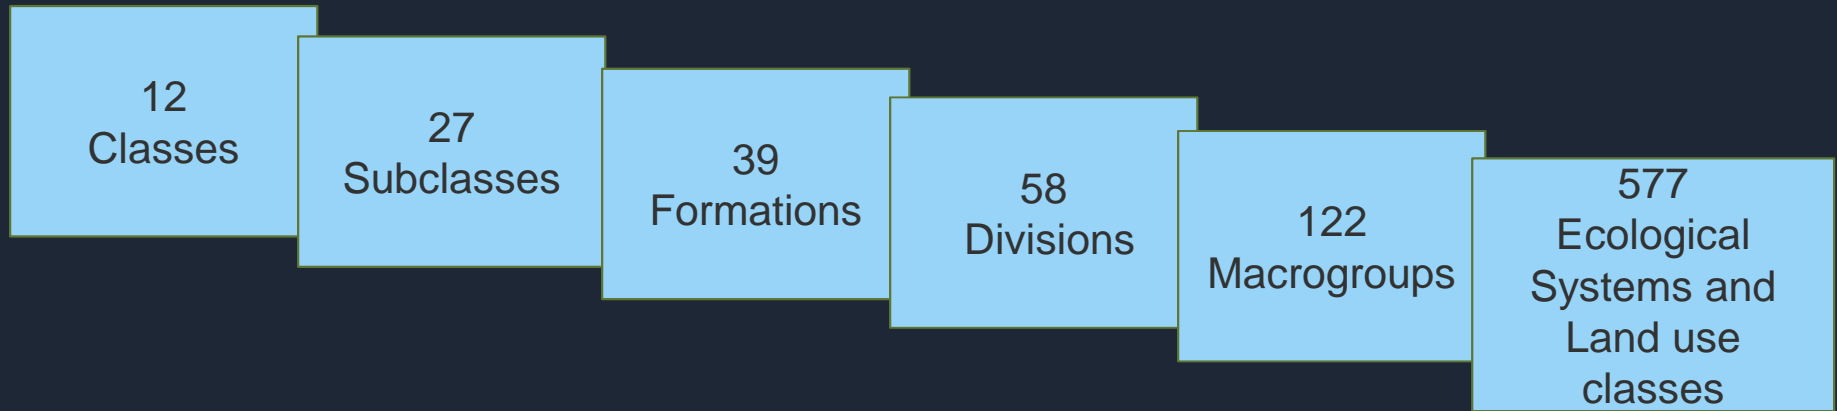 12
Classes
27
Subclasses
39
Formations
58
Divisions
122
Macrogroups
577
Ecological
Systems and
Land use
classes